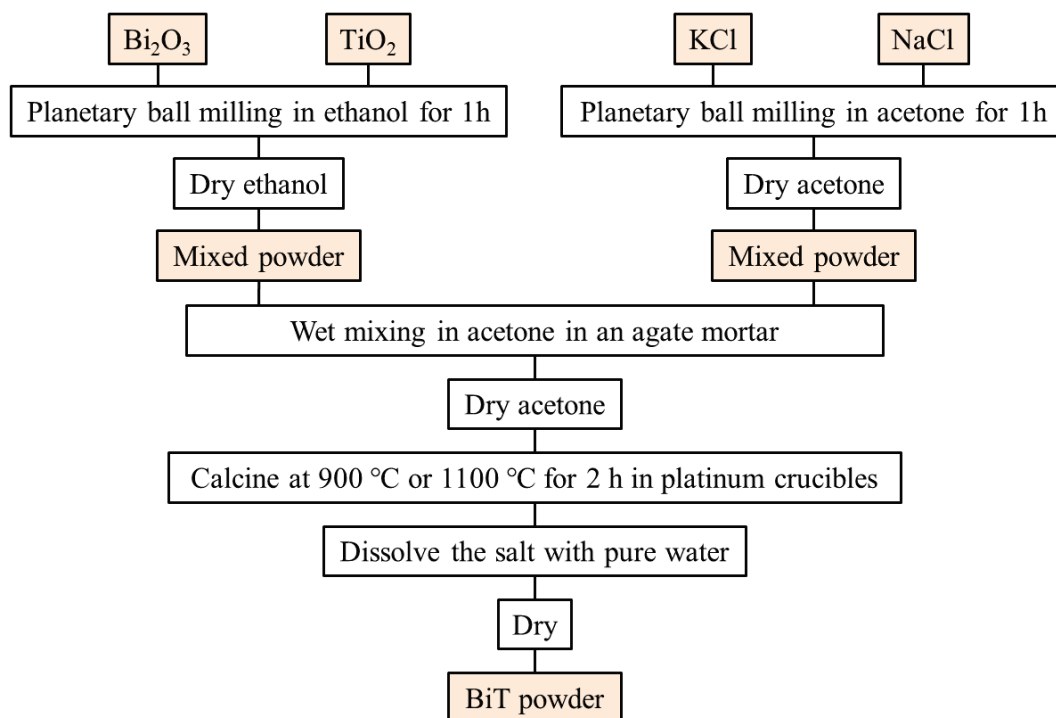 Bi₂O₃
TiO₂
KCl
NaCl
Planetary ball milling in ethanol for 1h
Planetary ball milling in acetone for 1h
Dry ethanol
Dry acetone
Mixed powder
Mixed powder
Wet mixing in acetone in an agate mortar
Dry acetone
Calcine at 900 ℃ or 1100 ℃ for 2 h in platinum crucibles
Dissolve the salt with pure water
Dry
BiT powder